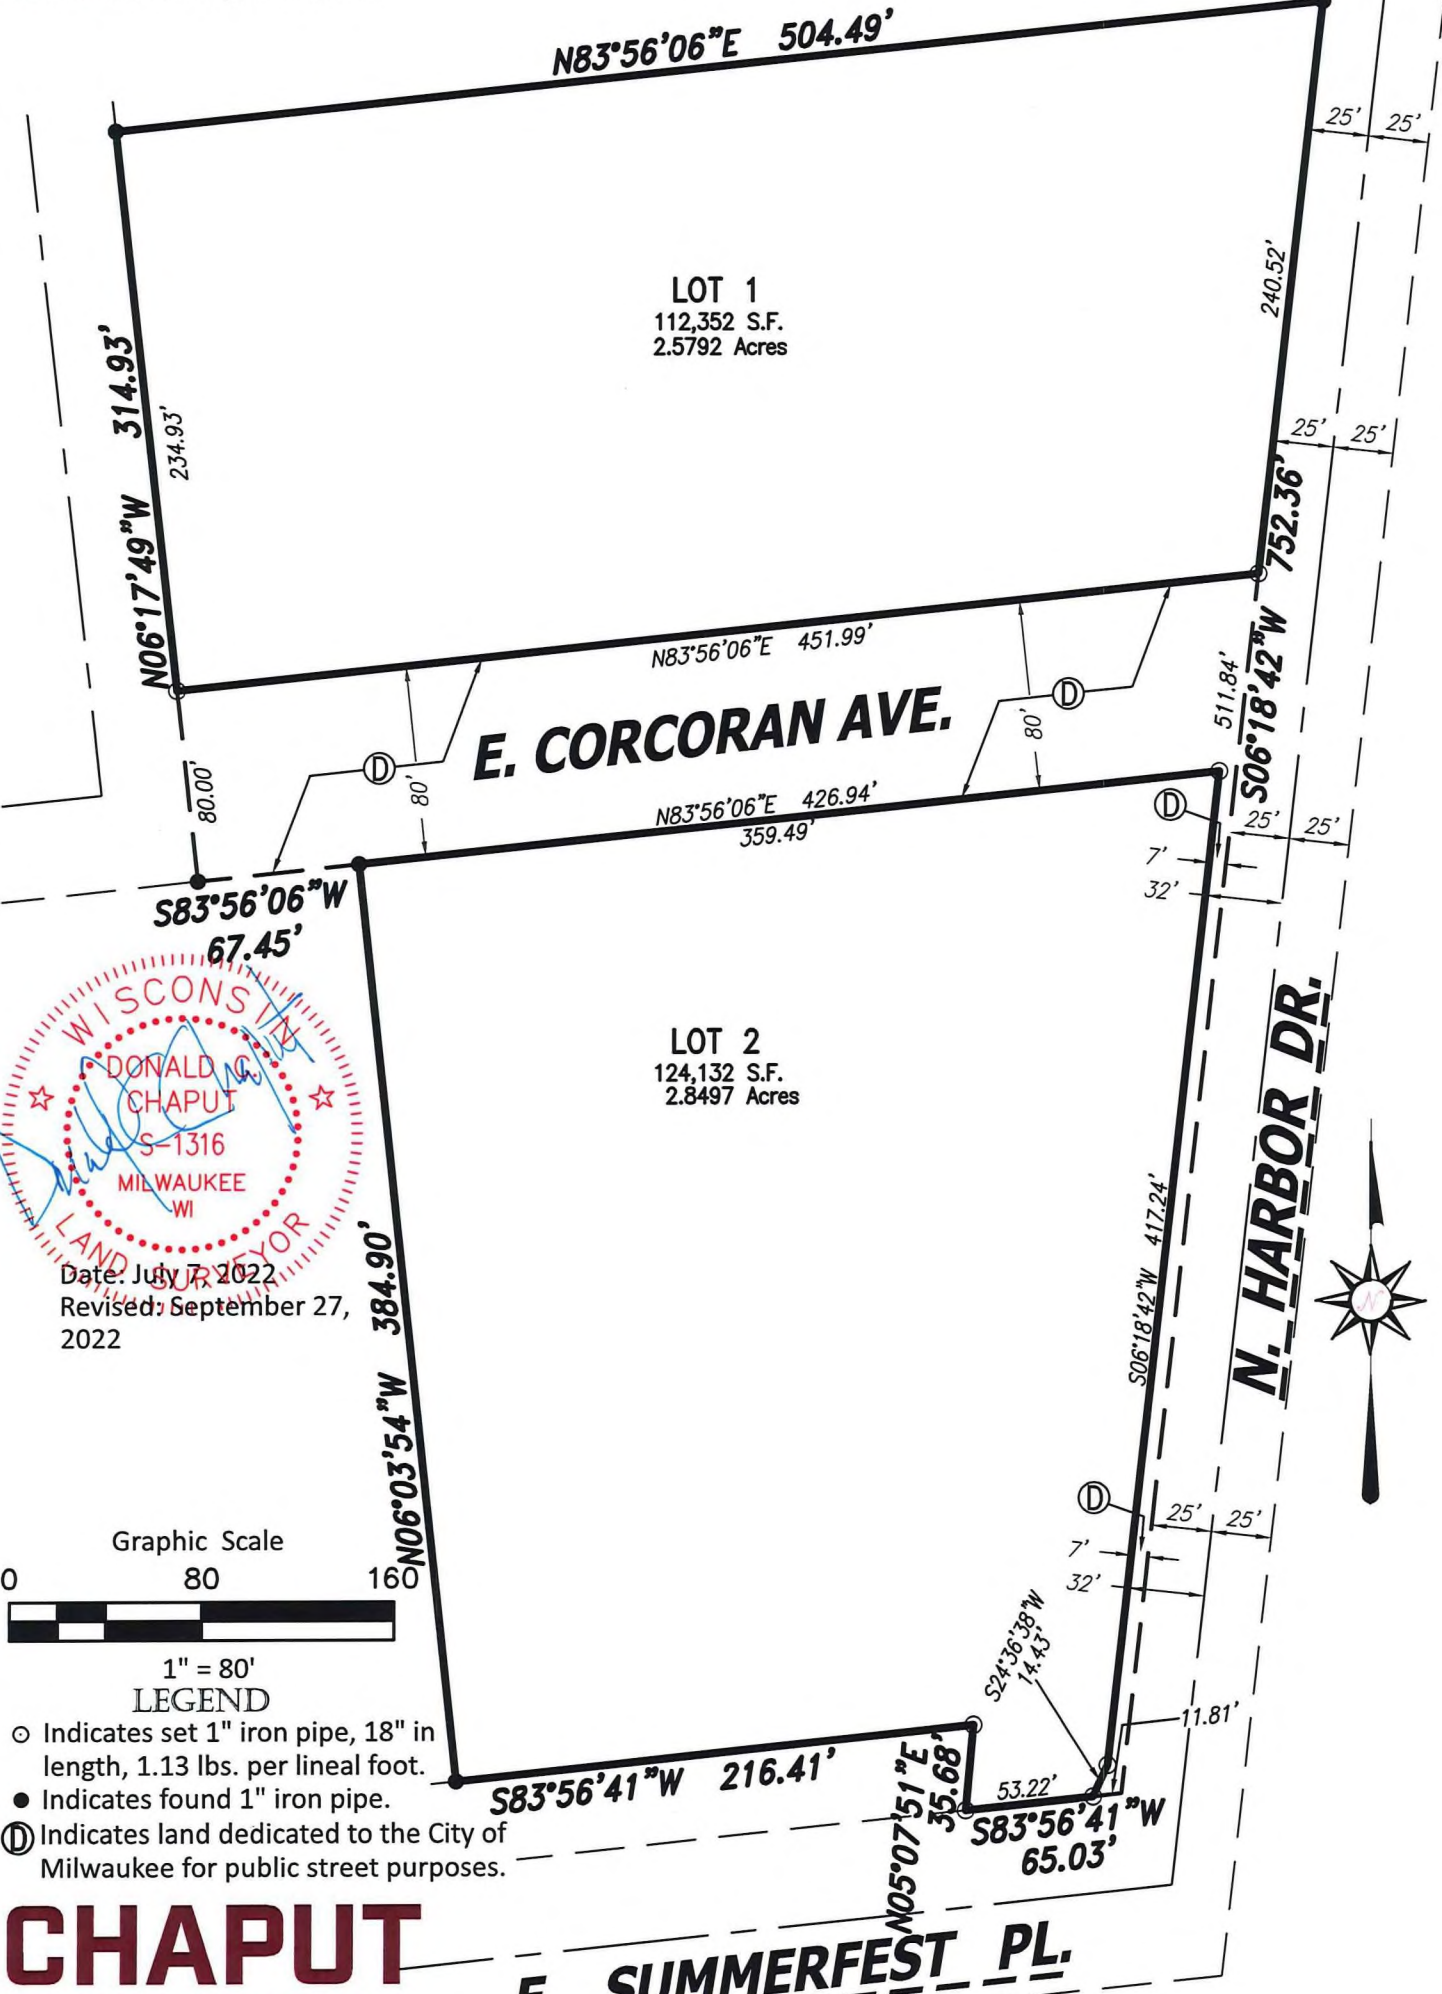 N83°56'06"E 504.49'
25' 25'
LOT 1
112,352 S.F.
2.5792 Acres
240.52'
N06°17'49"W 314.93'
234.93'
25' 25'
S06°18'42"W 752.36'
511.84'
N83°56'06"E 451.99'
E. CORCORAN AVE.
D
80'
D
80'
80.00'
N83°56'06"E 426.94'
359.49'
D
25' 25'
7'
32'
S83°56'06"W
67.45'
WISCONSIN
DONALD C.
CHAPUT
S-1316
MILWAUKEE
WI
LAND SURVEYOR
Date: July 7, 2022
Revised: September 27,
2022
LOT 2
124,132 S.F.
2.8497 Acres
N06°03'54"W 384.90'
S06°18'42"W 417.24'
N. HARBOR DR.
N
D
25' 25'
7'
32'
S24°36'38"W
14.43'
11.81'
53.22'
S83°56'41"W 216.41'
N05°07'51"E
35.68'
S83°56'41"W
65.03'
Graphic Scale
0 80 160
1" = 80'
LEGEND
Indicates set 1" iron pipe, 18" in
length, 1.13 lbs. per lineal foot.
Indicates found 1" iron pipe.
D Indicates land dedicated to the City of
Milwaukee for public street purposes.
CHAPUT
E. SUMMERFEST PL.